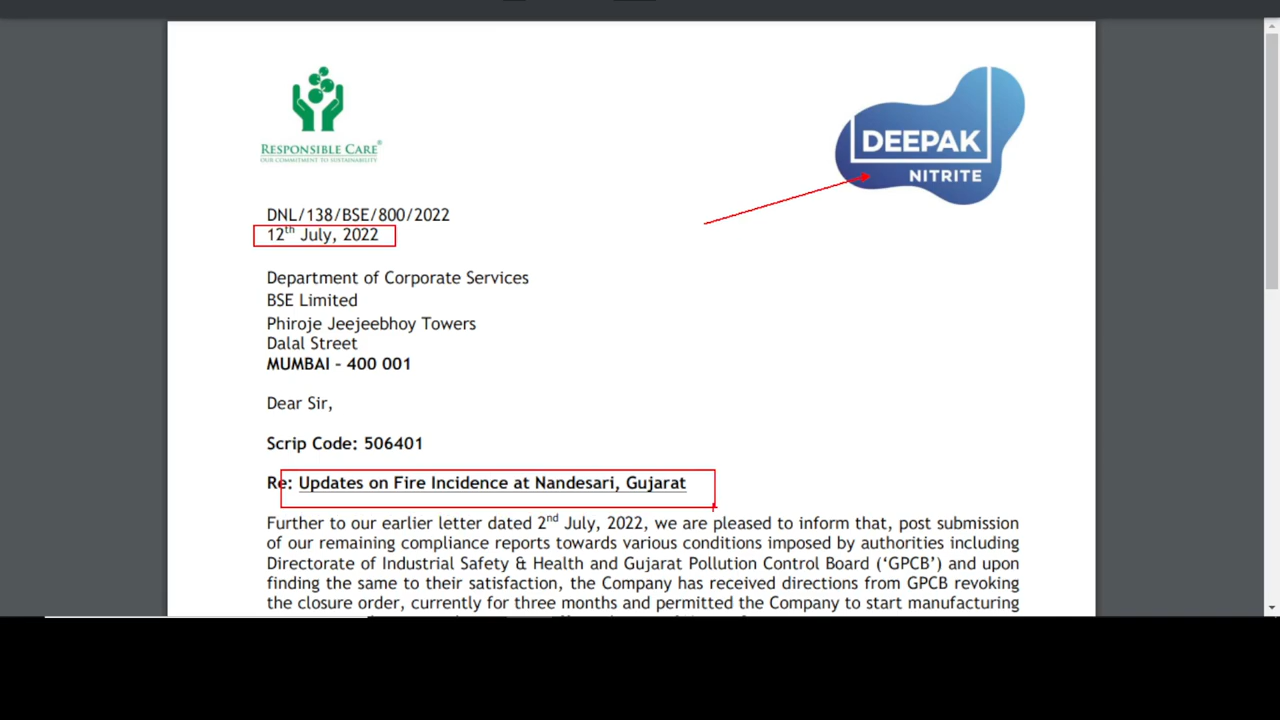 RESPONSIBLE CARE®
OUR COMMITMENT TO SUSTAINABILITY
DEEPAK
NITRITE
DNL/138/BSE/800/2022
12th July, 2022
Department of Corporate Services
BSE Limited
Phiroje Jeejeebhoy Towers
Dalal Street
MUMBAI – 400 001
Dear Sir,
Scrip Code: 506401
Re: Updates on Fire Incidence at Nandesari, Gujarat
Further to our earlier letter dated 2nd July, 2022, we are pleased to inform that, post submission
of our remaining compliance reports towards various conditions imposed by authorities including
Directorate of Industrial Safety & Health and Gujarat Pollution Control Board (‘GPCB’) and upon
finding the same to their satisfaction, the Company has received directions from GPCB revoking
the closure order, currently for three months and permitted the Company to start manufacturing